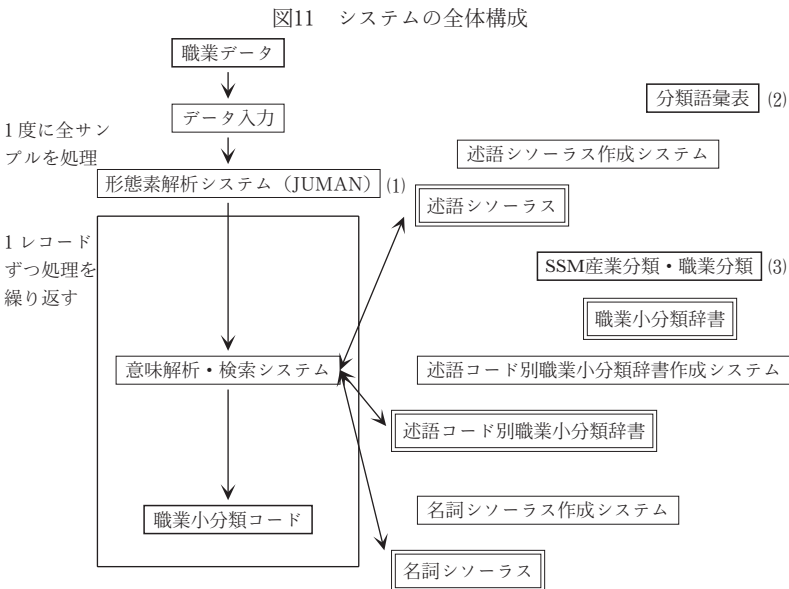 図11　システムの全体構成
職業データ
データ入力
1度に全サン
プルを処理
形態素解析システム（JUMAN）(1)
1レコード
ずつ処理を
繰り返す
意味解析・検索システム
職業小分類コード
分類語彙表 (2)
述語シソーラス作成システム
述語シソーラス
SSM産業分類・職業分類 (3)
職業小分類辞書
述語コード別職業小分類辞書作成システム
述語コード別職業小分類辞書
名詞シソーラス作成システム
名詞シソーラス